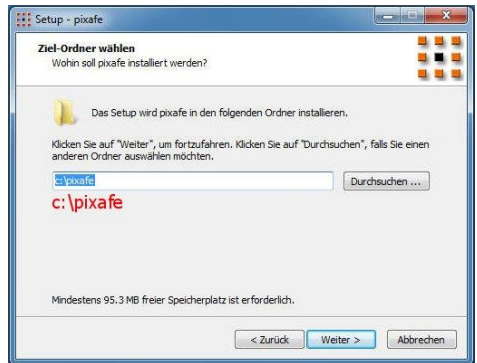 Setup - pixafe
Ziel-Ordner wählen
Wohin soll pixafe installiert werden?
Das Setup wird pixafe in den folgenden Ordner installieren.
Klicken Sie auf "Weiter", um fortzufahren. Klicken Sie auf "Durchsuchen", falls Sie einen
anderen Ordner auswählen möchten.
c:\pixafe
Durchsuchen ...
c:\pixafe
Mindestens 95.3 MB freier Speicherplatz ist erforderlich.
< Zurück
Weiter >
Abbrechen